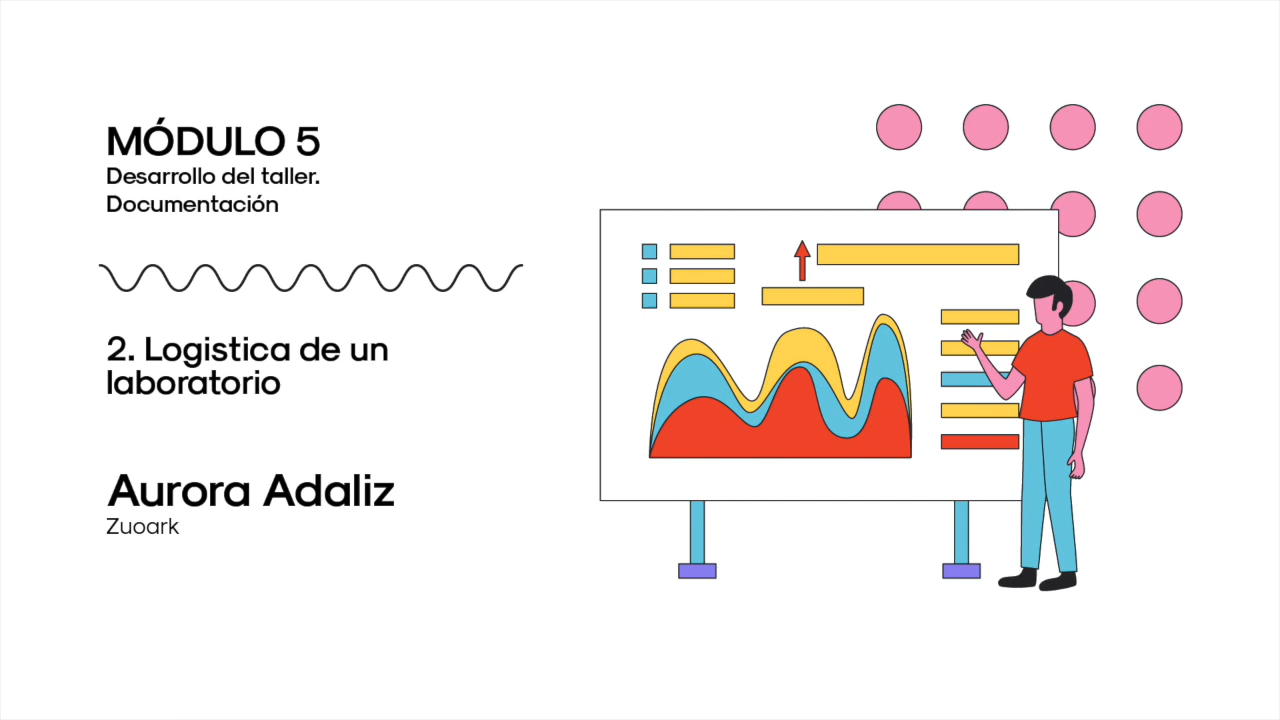 MÓDULO 5
Desarrollo del taller.
Documentación
2. Logistica de un
laboratorio
Aurora Adaliz
Zuoark